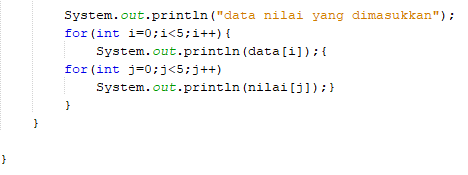 System.out.println("data nilai yang dimasukkan");
for(int i=0;i<5;i++){
System.out.println(data[i]);{
for(int j=0;j<5;j++)
System.out.println(nilai[j]);}
}
}
}